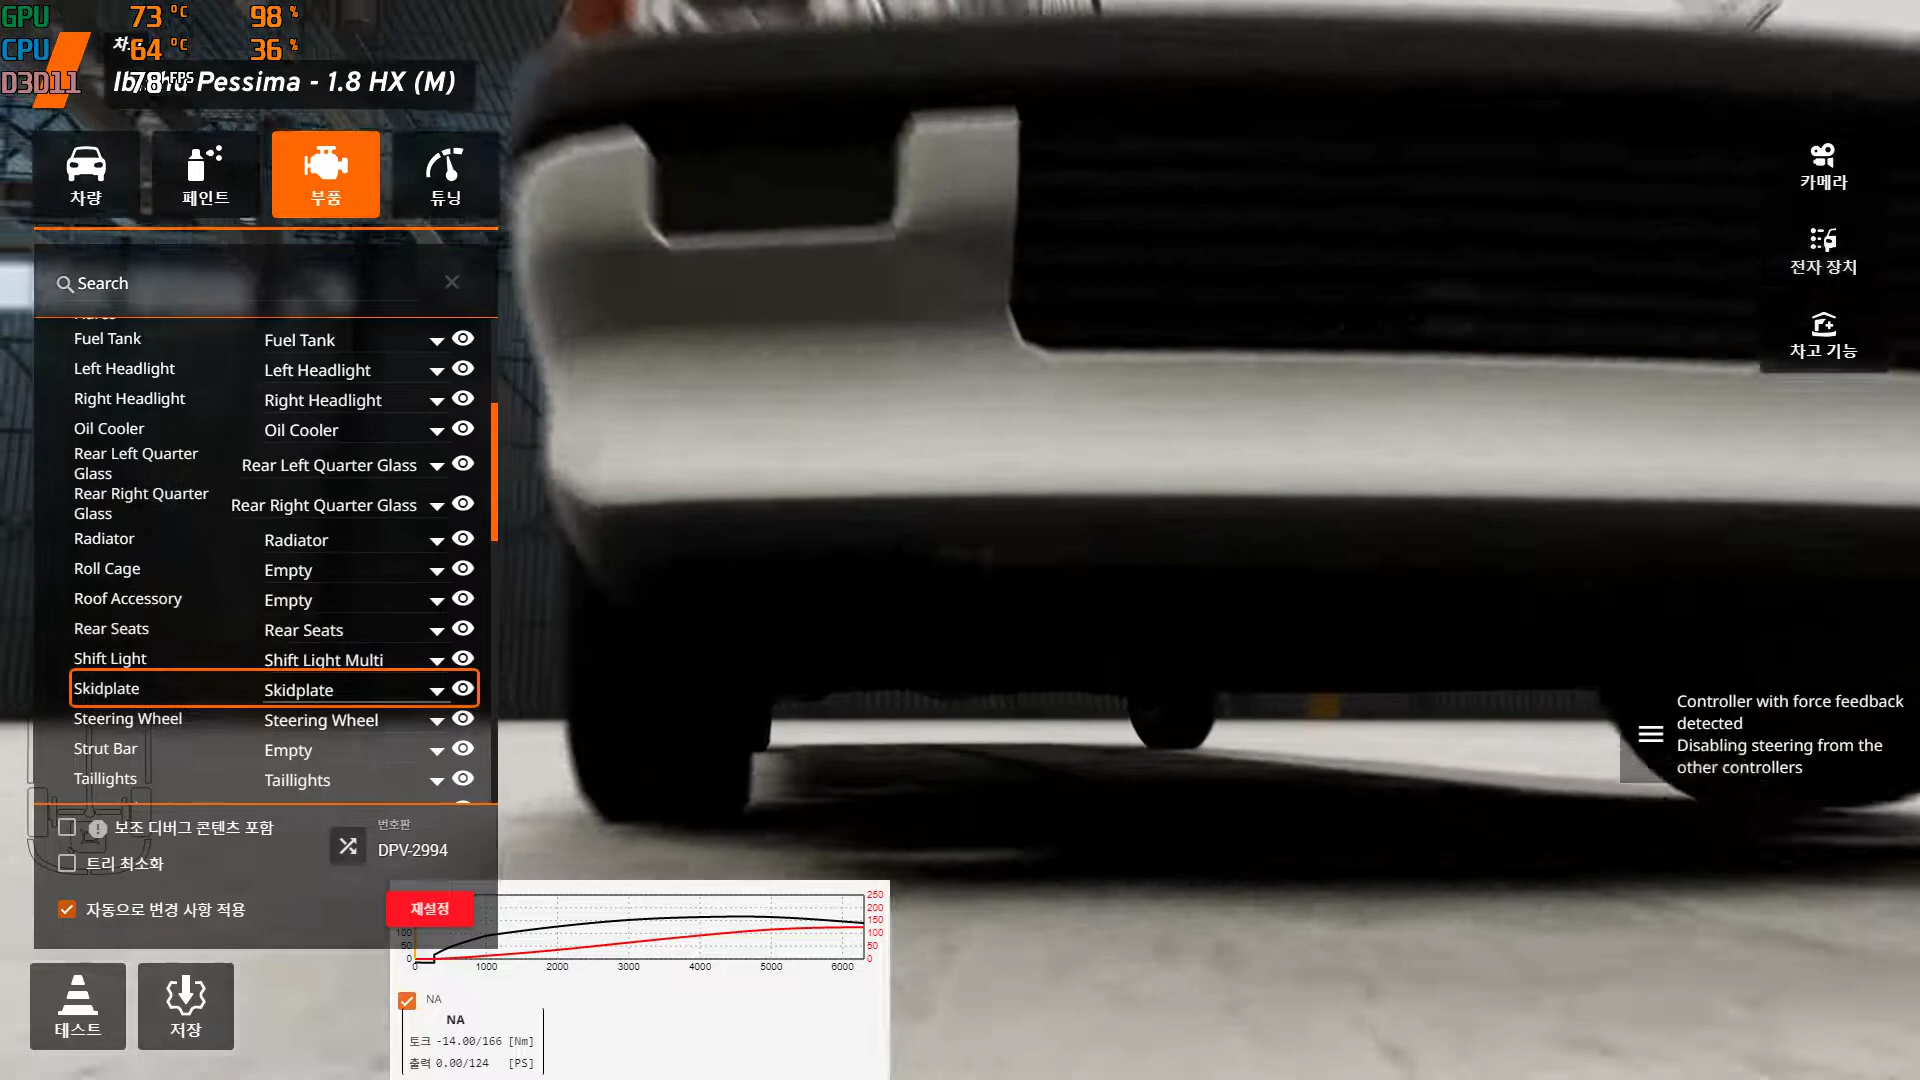 GPU 73 °C 98 %
CPU 64 °C 36 %
D3D11 78 FPS
Pessima - 1.8 HX (M)
차량
페인트
부품
튜닝
카메라
전자 장치
차고 기능
Search
Fuel Tank Fuel Tank
Left Headlight Left Headlight
Right Headlight Right Headlight
Oil Cooler Oil Cooler
Rear Left Quarter
Glass
Rear Left Quarter Glass
Rear Right Quarter
Glass
Rear Right Quarter Glass
Radiator Radiator
Roll Cage Empty
Roof Accessory Empty
Rear Seats Rear Seats
Shift Light Shift Light Multi
Skidplate Skidplate
Steering Wheel Steering Wheel
Strut Bar Empty
Taillights Taillights
Controller with force feedback
detected
Disabling steering from the
other controllers
보조 디버그 콘텐츠 포함
번호판
DPV-2994
트리 최소화
자동으로 변경 사항 적용
재설정
250
200
150
100
50
0
100
50
0
0 1000 2000 3000 4000 5000 6000
NA
NA
토크 -14.00/166 [Nm]
출력 0.00/124 [PS]
테스트
저장